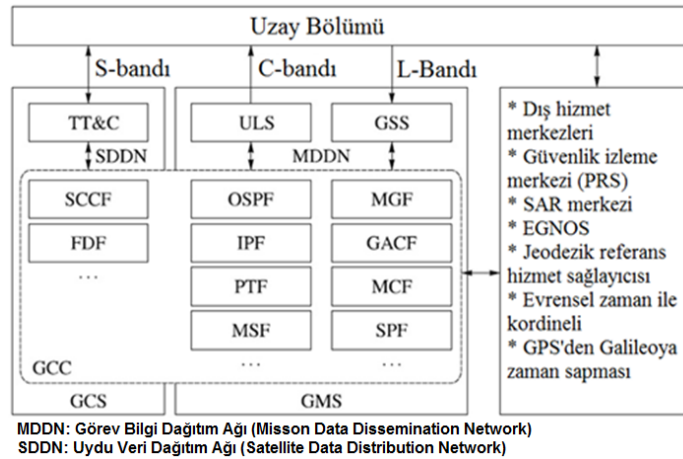 Uzay Bölümü
S-bandı
C-bandı
L-Bandı
TT&C
ULS
GSS
SDDN
MDDN
SCCF
OSPF
MGF
FDF
IPF
GACF
...
PTF
MCF
MSF
SPF
...
...
GCC
GCS
GMS
* Dış hizmet
merkezleri
* Güvenlik izleme
merkezi (PRS)
* SAR merkezi
* EGNOS
* Jeodezik referans
hizmet sağlayıcısı
* Evrensel zaman ile
kordineli
* GPS'den Galileoya
zaman sapması
MDDN: Görev Bilgi Dağıtım Ağı (Misson Data Dissemination Network)
SDDN: Uydu Veri Dağıtım Ağı (Satellite Data Distribution Network)